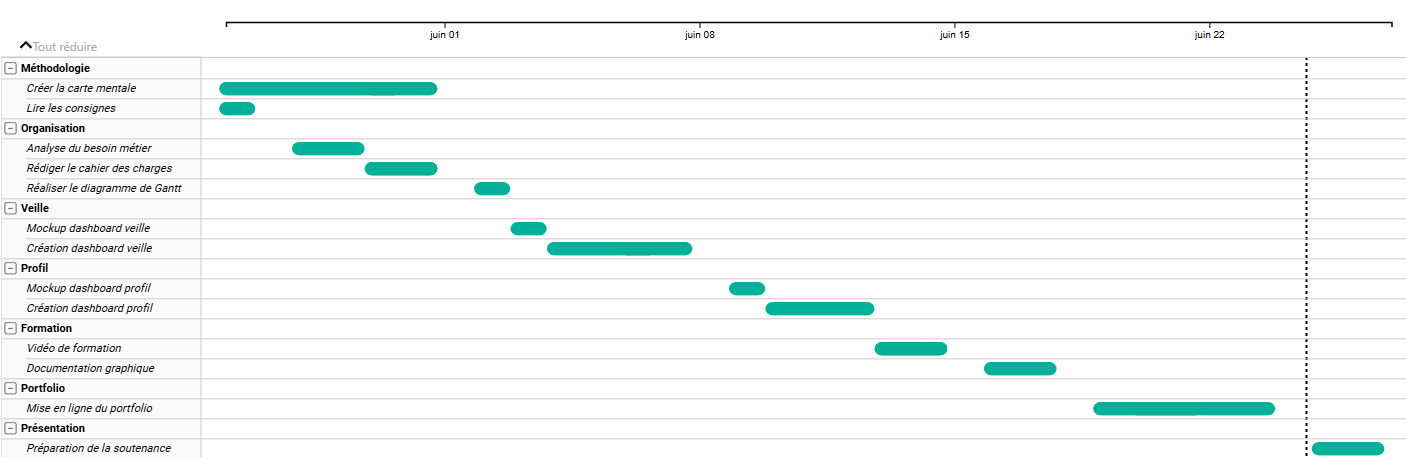 juin 01 juin 08 juin 15 juin 22
Tout réduire
Méthodologie
Créer la carte mentale
Lire les consignes
Organisation
Analyse du besoin métier
Rédiger le cahier des charges
Réaliser le diagramme de Gantt
Veille
Mockup dashboard veille
Création dashboard veille
Profil
Mockup dashboard profil
Création dashboard profil
Formation
Vidéo de formation
Documentation graphique
Portfolio
Mise en ligne du portfolio
Présentation
Préparation de la soutenance